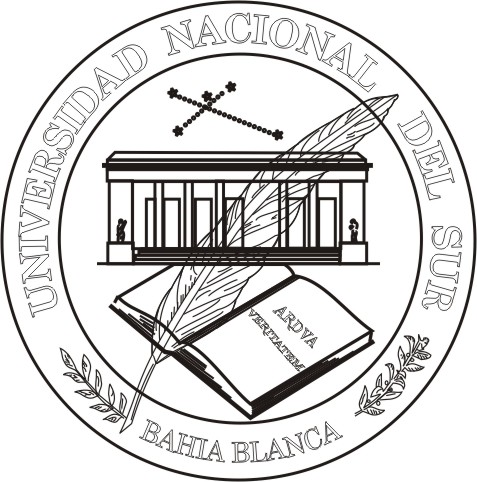 UNIVERSIDAD NACIONAL DEL SUR
ARDVA
VERITATEM
BAHIA BLANCA